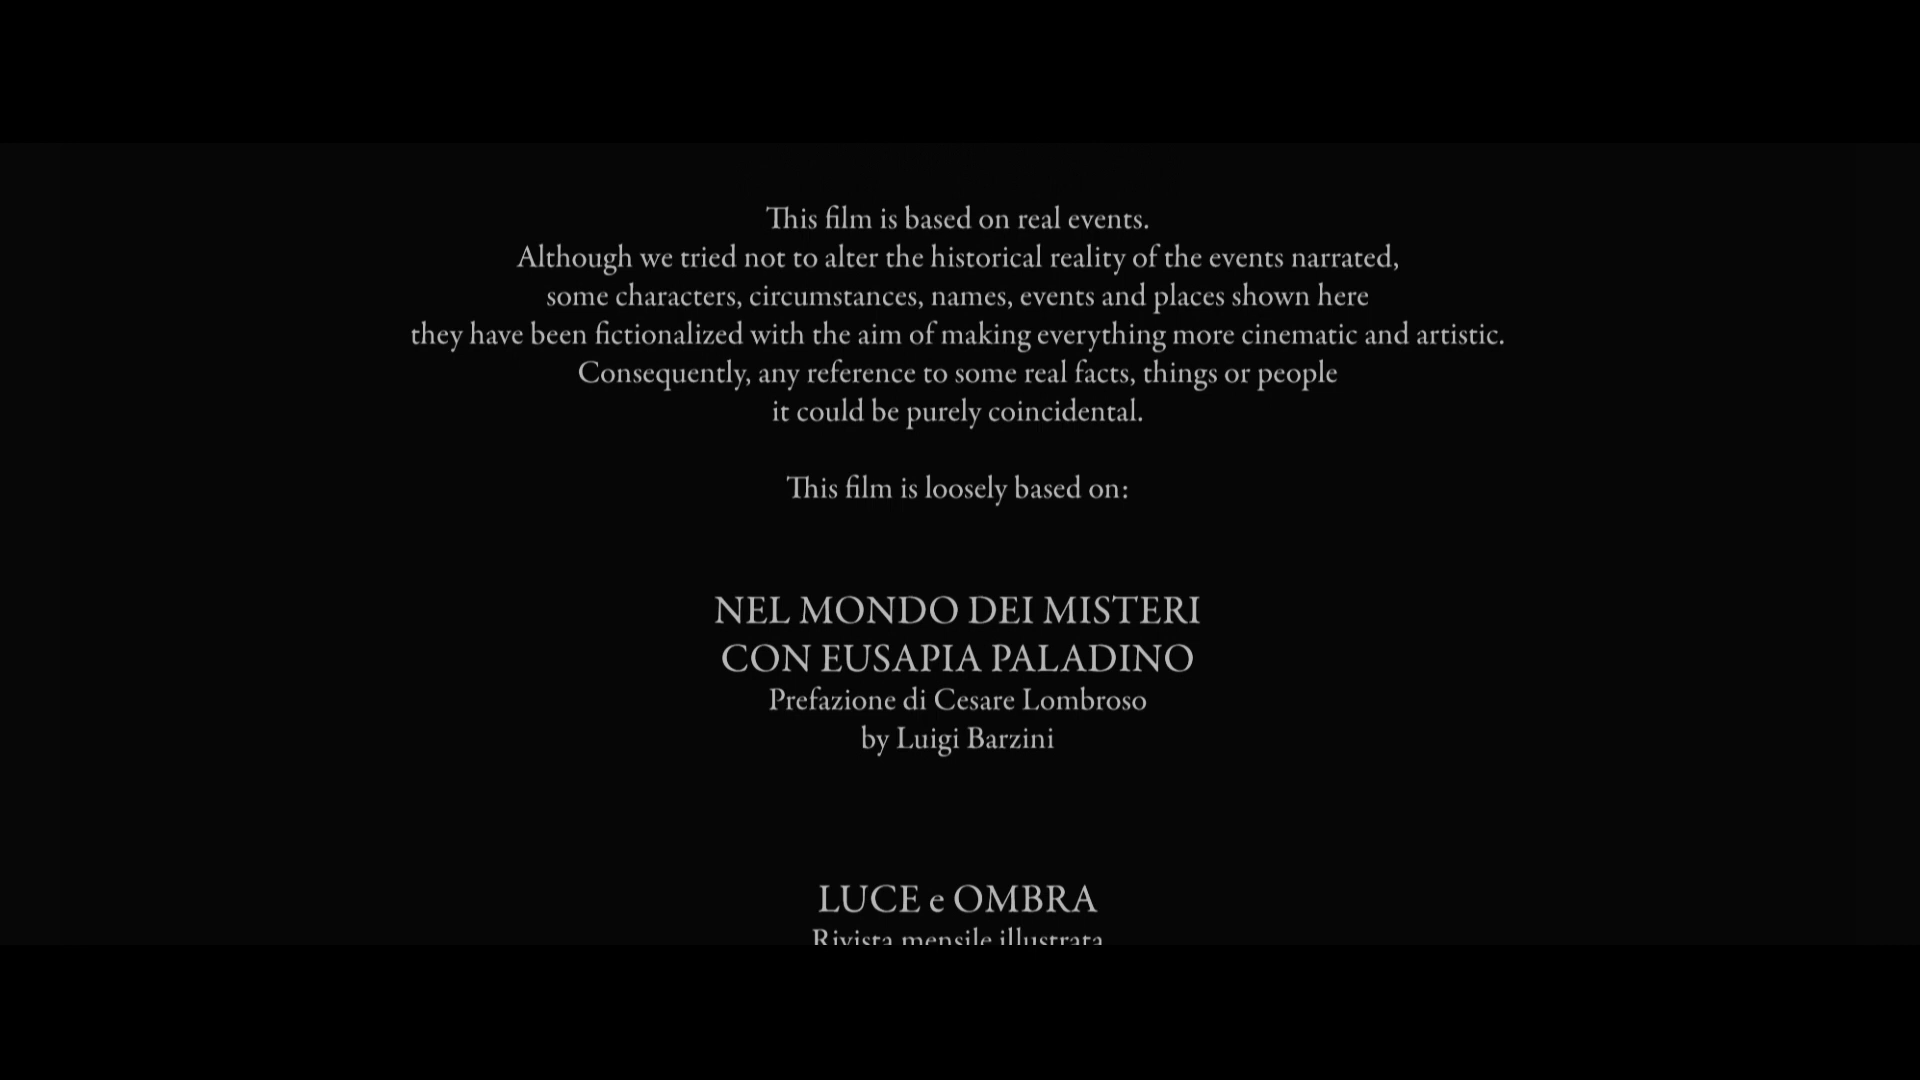 This film is based on real events.
Although we tried not to alter the historical reality of the events narrated,
some characters, circumstances, names, events and places shown here
they have been fictionalized with the aim of making everything more cinematic and artistic.
Consequently, any reference to some real facts, things or people
it could be purely coincidental.
This film is loosely based on:
NEL MONDO DEI MISTERI
CON EUSAPIA PALADINO
Prefazione di Cesare Lombroso
by Luigi Barzini
LUCE e OMBRA
Rivista mensile illustrata